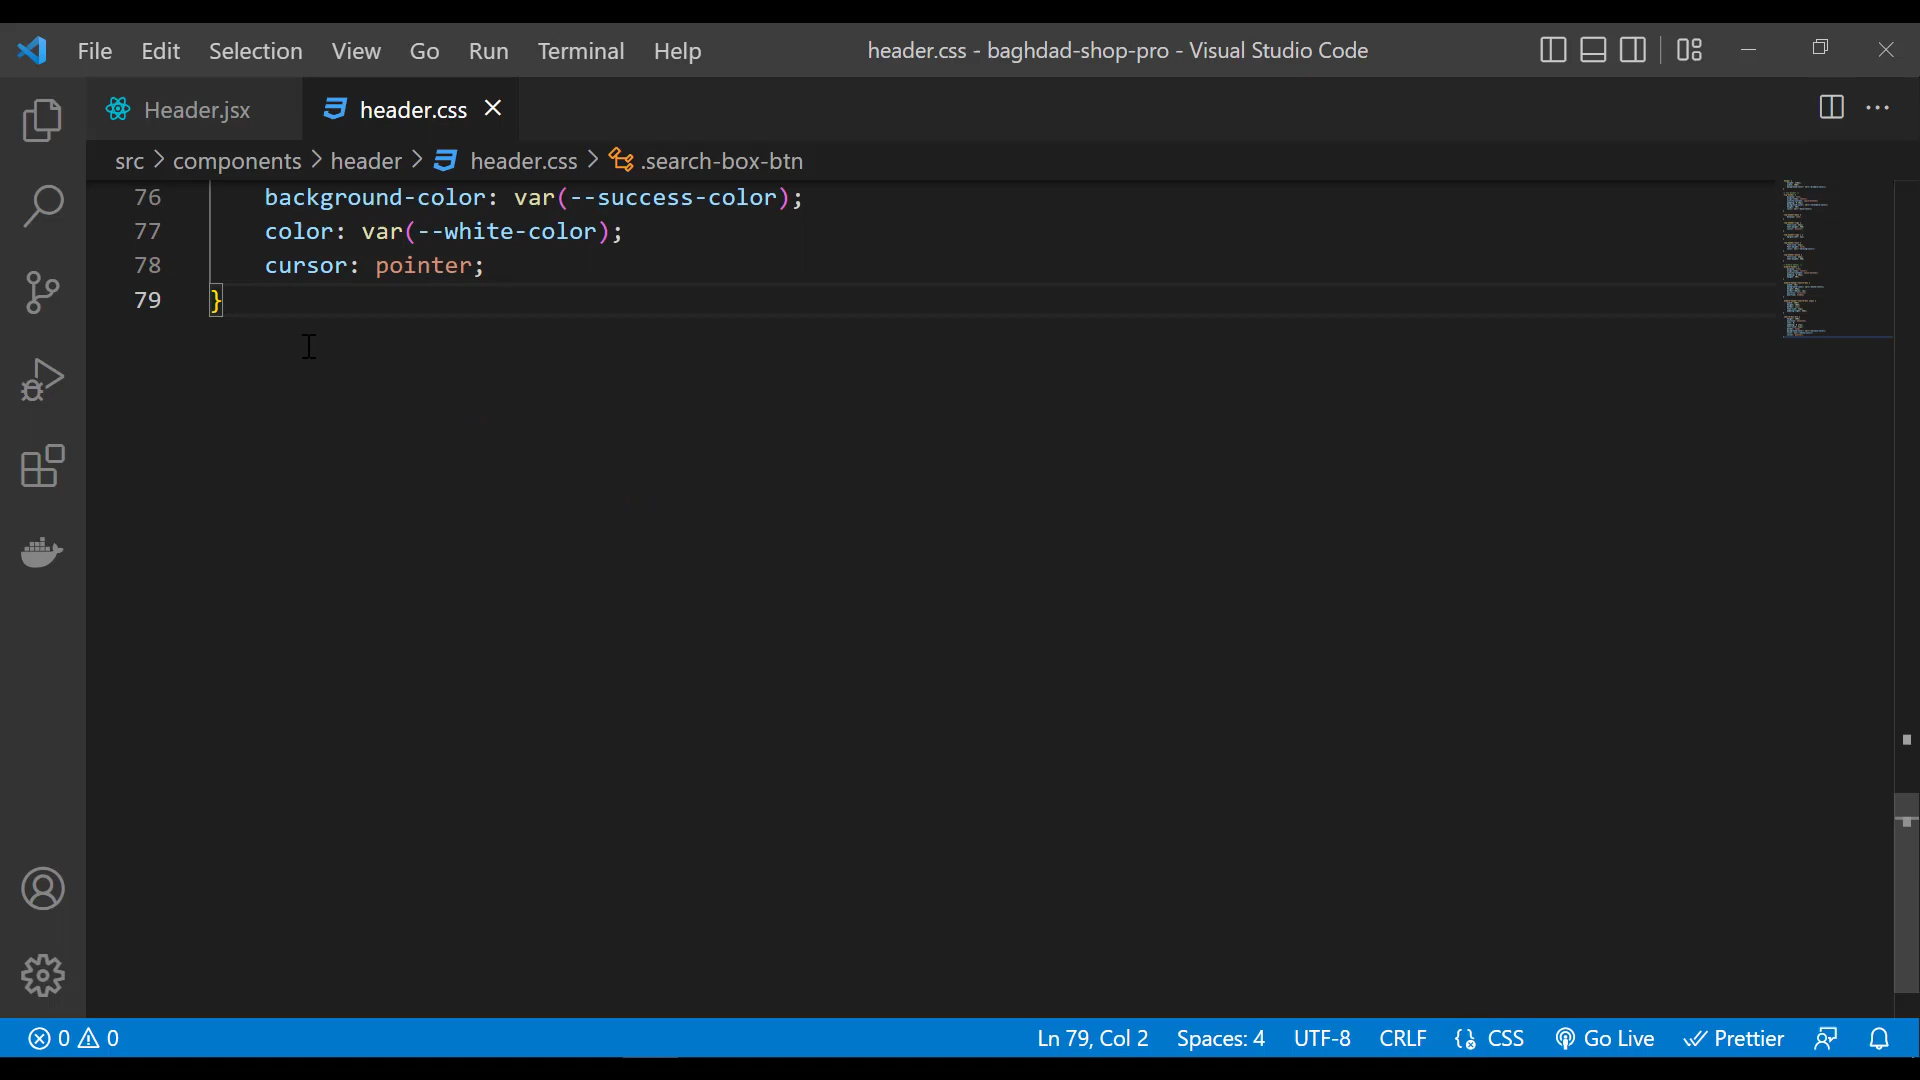 File Edit Selection View Go Run Terminal Help header.css - baghdad-shop-pro - Visual Studio Code
Header.jsx header.css
src > components > header > header.css > .search-box-btn
76 background-color: var(--success-color);
77 color: var(--white-color);
78 cursor: pointer;
79 }
0 0 Ln 79, Col 2 Spaces: 4 UTF-8 CRLF CSS Go Live Prettier